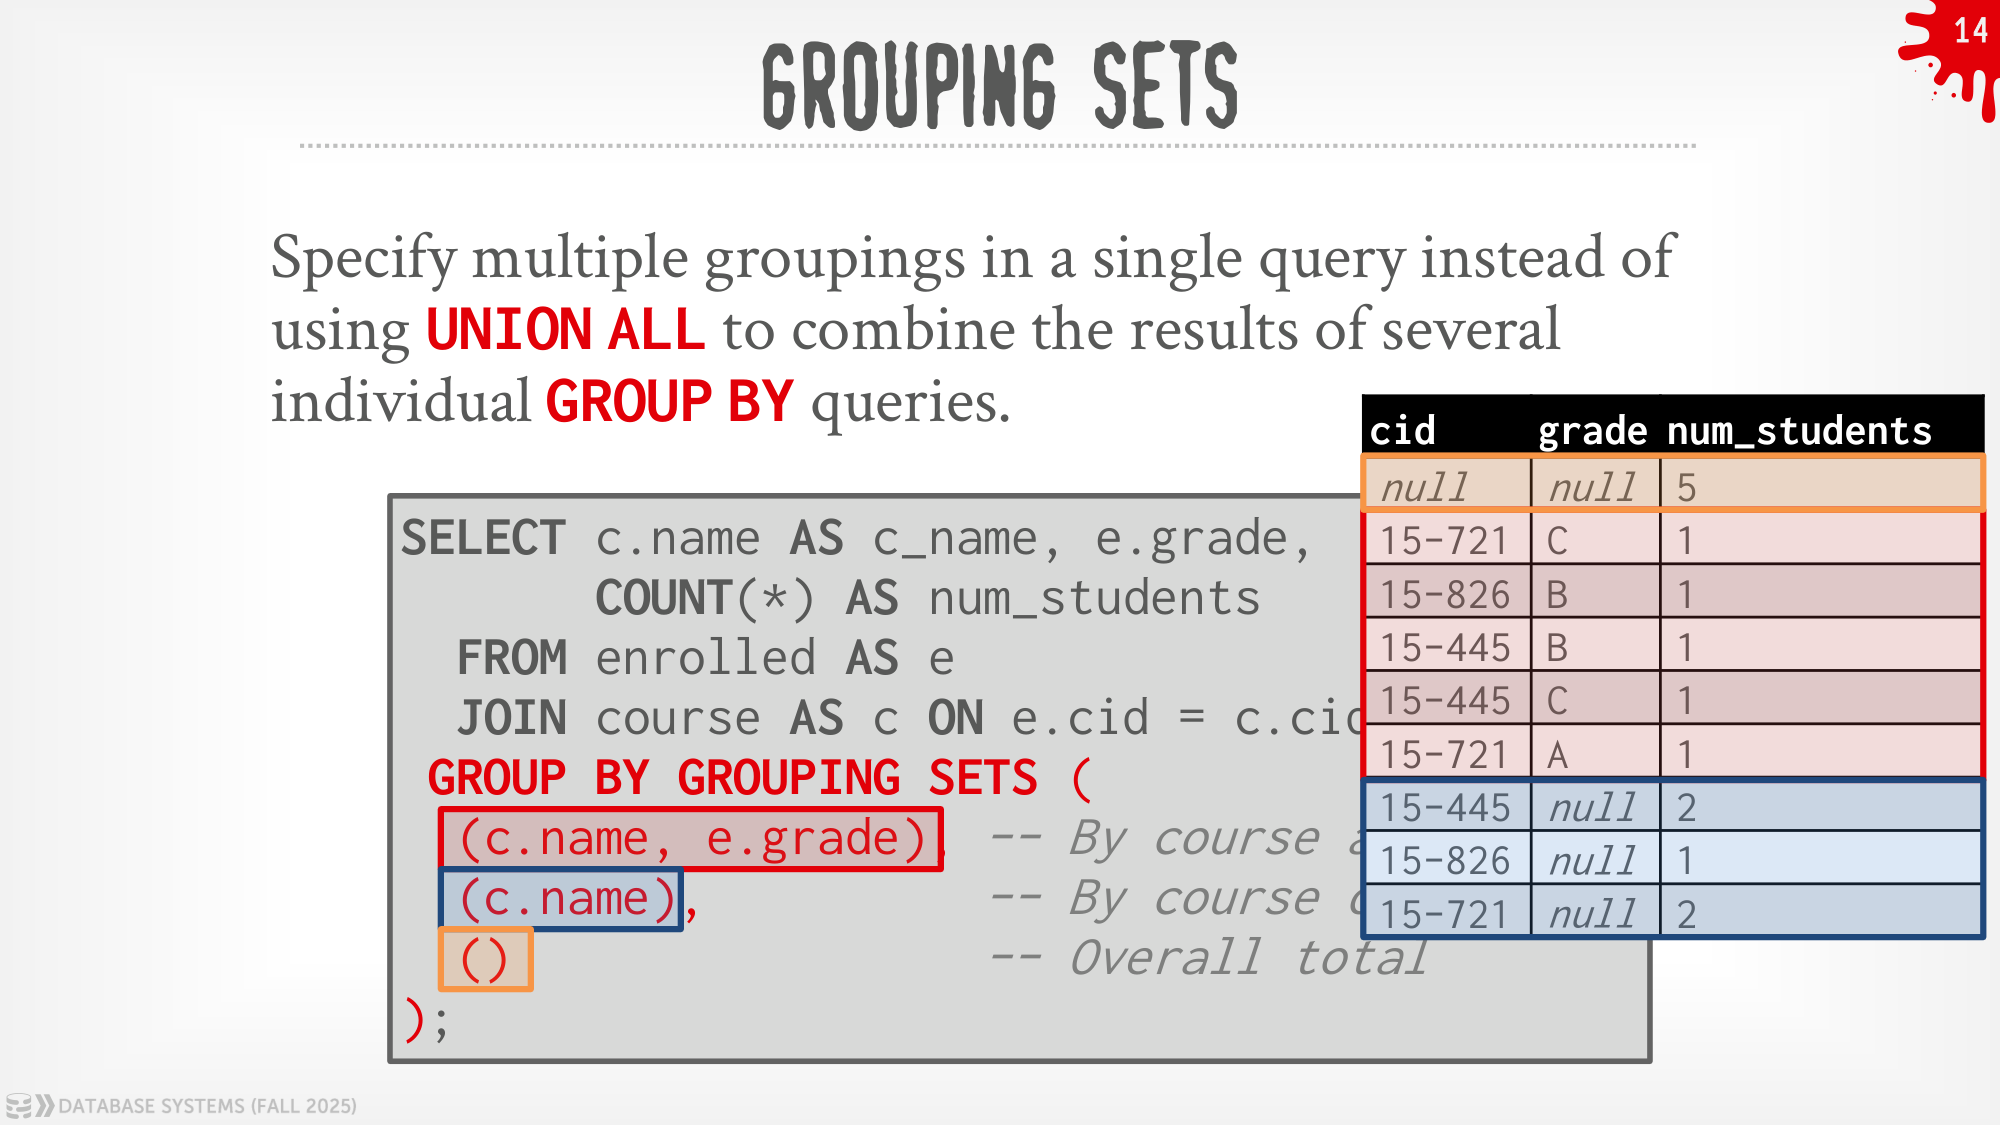 14
GROUPING SETS
Specify multiple groupings in a single query instead of
using UNION ALL to combine the results of several
individual GROUP BY queries.
SELECT c.name AS c_name, e.grade,
COUNT(*) AS num_students
FROM enrolled AS e
JOIN course AS c ON e.cid = c.cid
GROUP BY GROUPING SETS (
(c.name, e.grade), -- By course
(c.name), -- By course
() -- Overall total
);
cid grade num_students
null null 5
15-721 C 1
15-826 B 1
15-445 B 1
15-445 C 1
15-721 A 1
15-445 null 2
15-826 null 1
15-721 null 2
DATABASE SYSTEMS (FALL 2025)